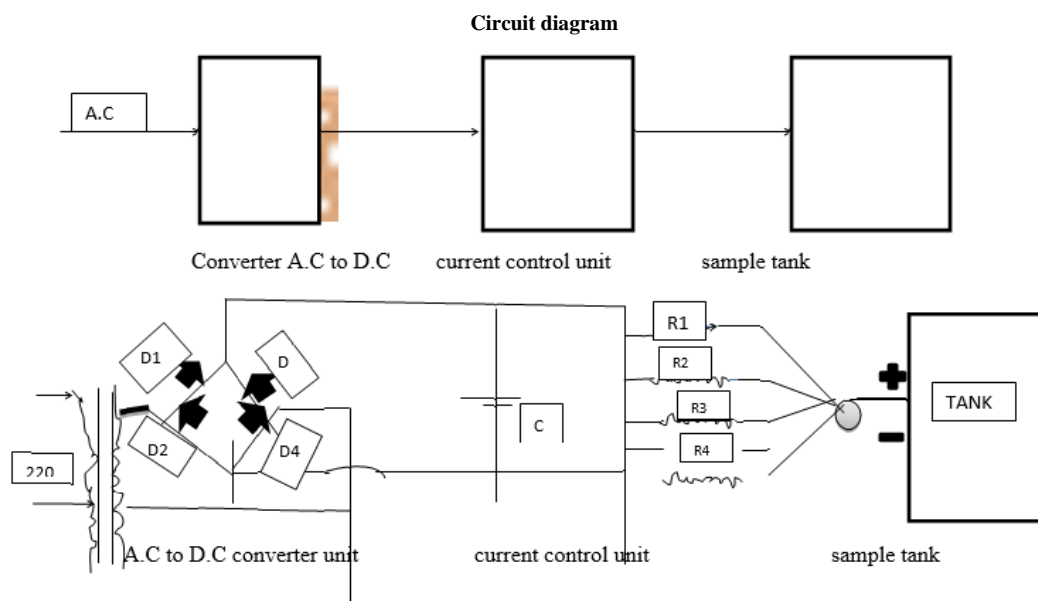 Circuit diagram
A.C
Converter A.C to D.C current control unit sample tank
D1
D
R1
R2
R3
R4
C
D2
D4
220
TANK
A.C to D.C converter unit current control unit sample tank